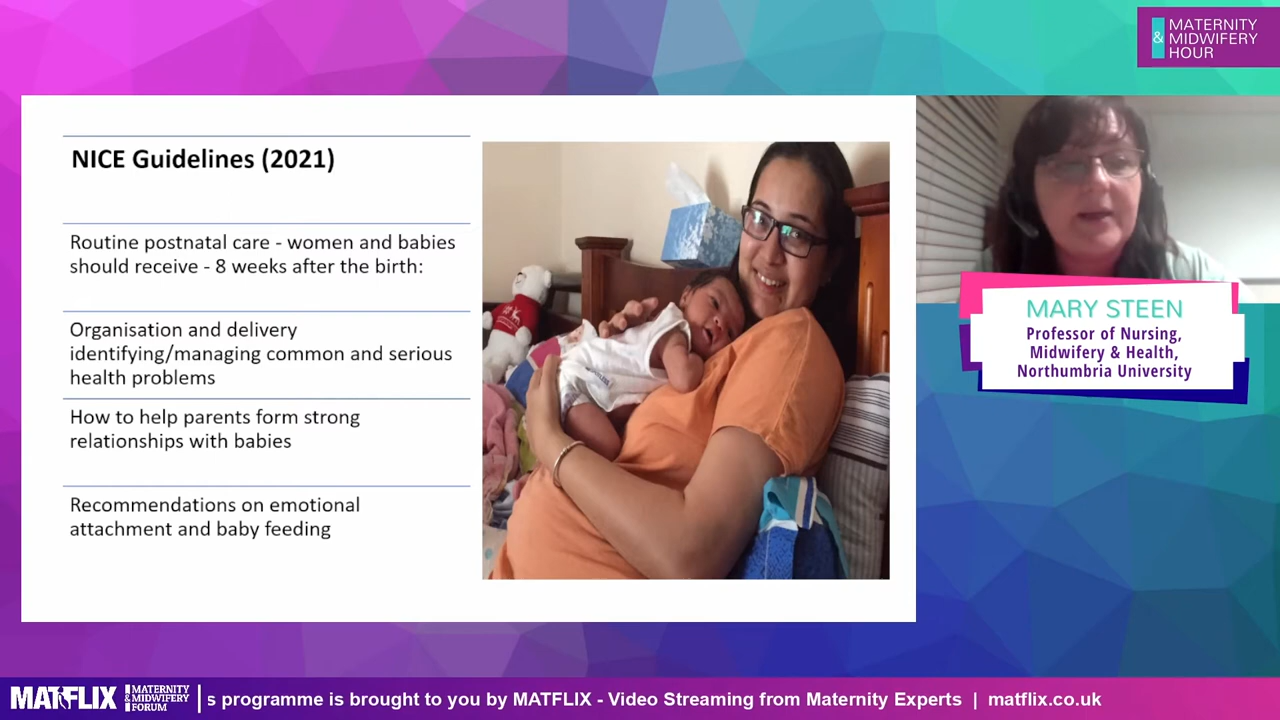 MATERNITY
& MIDWIFERY
HOUR
NICE Guidelines (2021)
Routine postnatal care - women and babies
should receive - 8 weeks after the birth:
Organisation and delivery
identifying/managing common and serious
health problems
How to help parents form strong
relationships with babies
Recommendations on emotional
attachment and baby feeding
MARY STEEN
Professor of Nursing,
Midwifery & Health,
Northumbria University
MATFLIX
MATERNITY
& MIDWIFERY
FORUM
s programme is brought to you by MATFLIX - Video Streaming from Maternity Experts | matflix.co.uk